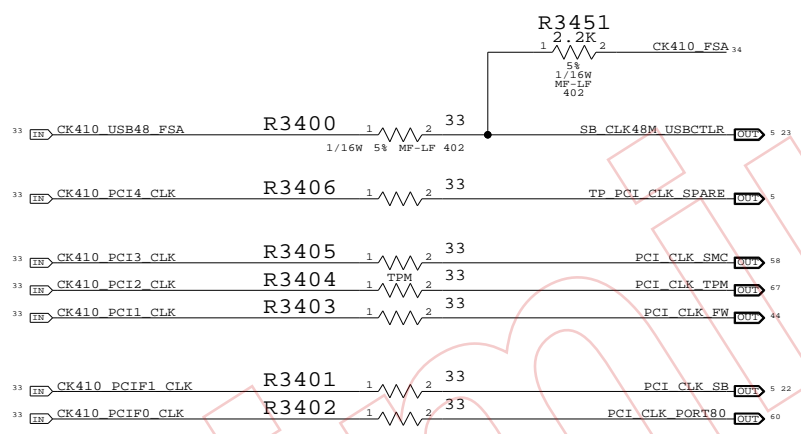 R3451
2.2K
1 2 CK410_FSA 34
5%
1/16W
MF-LF
402
33 IN CK410_USB48_FSA R3400 1 2 33 SB_CLK48M_USBCTLR OUT 5 23
1/16W 5% MF-LF 402
33 IN CK410_PCI4_CLK R3406 1 2 33 TP_PCI_CLK_SPARE OUT 5
33 IN CK410_PCI3_CLK R3405 1 2 33 PCI_CLK_SMC OUT 58
TPM
33 IN CK410_PCI2_CLK R3404 1 2 33 PCI_CLK_TPM OUT 67
33 IN CK410_PCI1_CLK R3403 1 2 33 PCI_CLK_FW OUT 44
33 IN CK410_PCIF1_CLK R3401 1 2 33 PCI_CLK_SB OUT 5 22
33 IN CK410_PCIF0_CLK R3402 1 2 33 PCI_CLK_PORT80 OUT 60